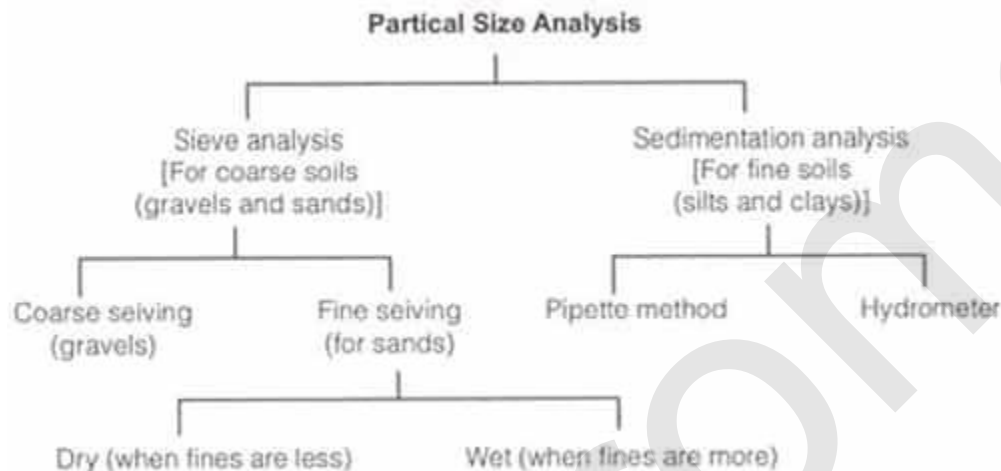 Partical Size Analysis
Sieve analysis
[For coarse soils
(gravels and sands)]
Sedimentation analysis
[For fine soils
(silts and clays)]
Coarse seiving
(gravels)
Fine seiving
(for sands)
Pipette method
Hydrometer
Dry (when fines are less)
Wet (when fines are more)